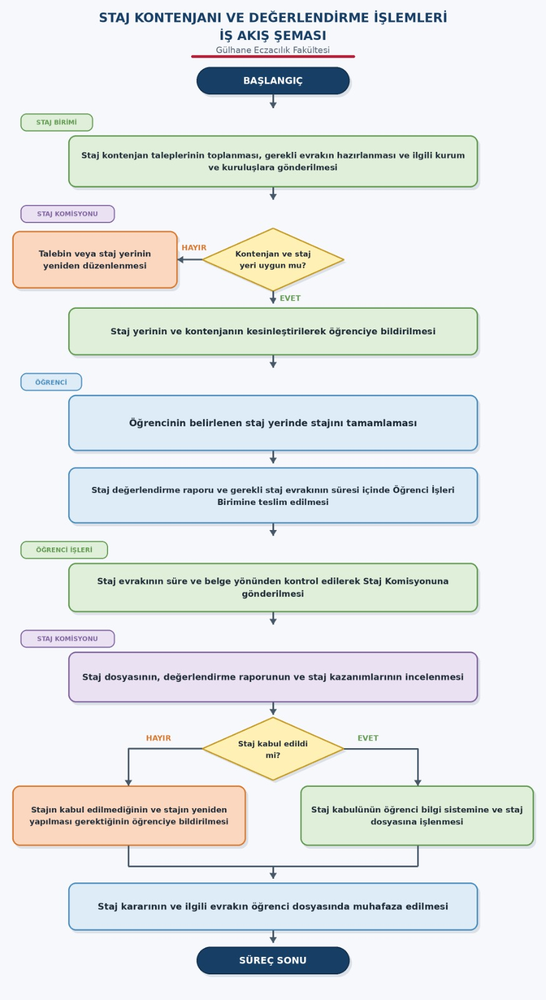 STAJ KONTENJANI VE DEĞERLENDİRME İŞLEMLERİ
İŞ AKIŞ ŞEMASI
Gülhane Eczacılık Fakültesi
BAŞLANGIÇ
STAJ BİRİMİ
Staj kontenjan taleplerinin toplanması, gerekli evrakın hazırlanması ve ilgili kurum
ve kuruluşlara gönderilmesi
STAJ KOMİSYONU
Talebin veya staj yerinin
yeniden düzenlenmesi
HAYIR
Kontenjan ve staj
yeri uygun mu?
EVET
Staj yerinin ve kontenjanın kesinleştirilerek öğrenciye bildirilmesi
ÖĞRENCİ
Öğrencinin belirlenen staj yerinde stajını tamamlaması
Staj değerlendirme raporu ve gerekli staj evrakının süresi içinde Öğrenci İşleri
Birimine teslim edilmesi
ÖĞRENCİ İŞLERİ
Staj evrakının süre ve belge yönünden kontrol edilerek Staj Komisyonuna
gönderilmesi
STAJ KOMİSYONU
Staj dosyasının, değerlendirme raporunun ve staj kazanımlarının incelenmesi
HAYIR
Staj kabul edildi
mi?
EVET
Stajın kabul edilmediğinin ve stajın yeniden
yapılması gerektiğinin öğrenciye bildirilmesi
Staj kabulünün öğrenci bilgi sistemine ve staj
dosyasına işlenmesi
Staj kararının ve ilgili evrakın öğrenci dosyasında muhafaza edilmesi
SÜREÇ SONU